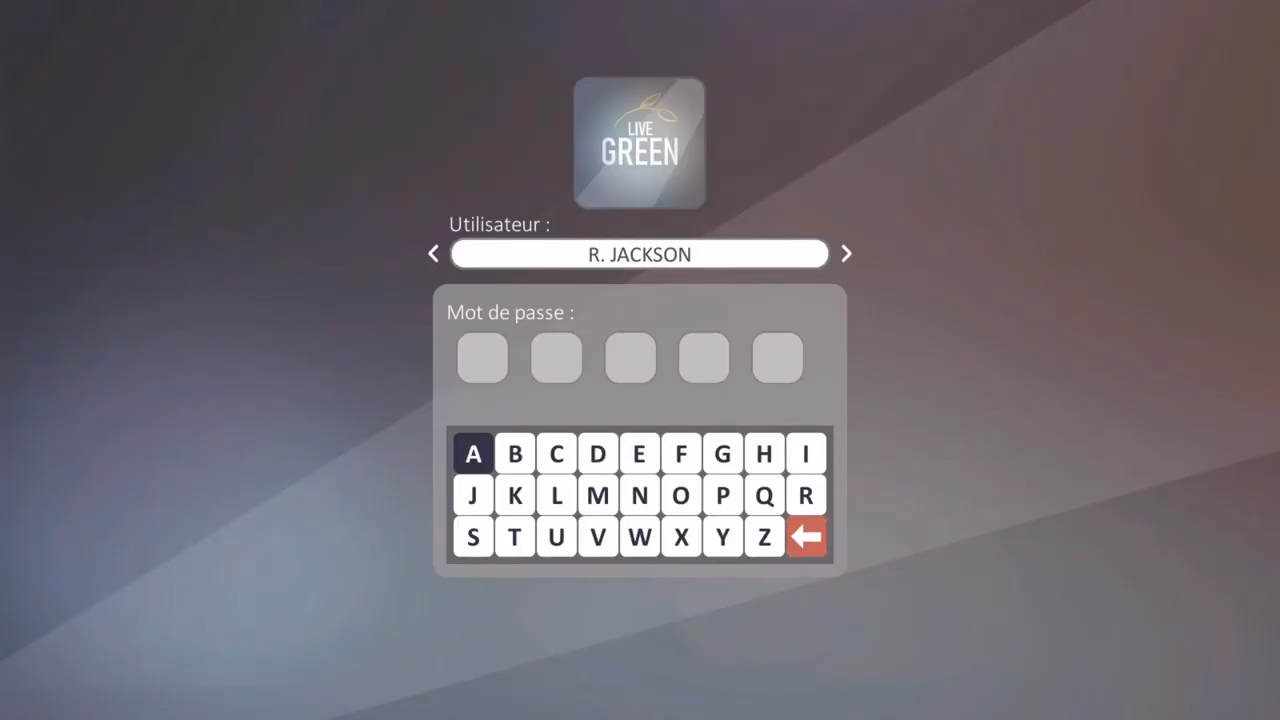 LIVE
GREEN
Utilisateur :
R. JACKSON
Mot de passe :
A B C D E F G H I
J K L M N O P Q R
S T U V W X Y Z